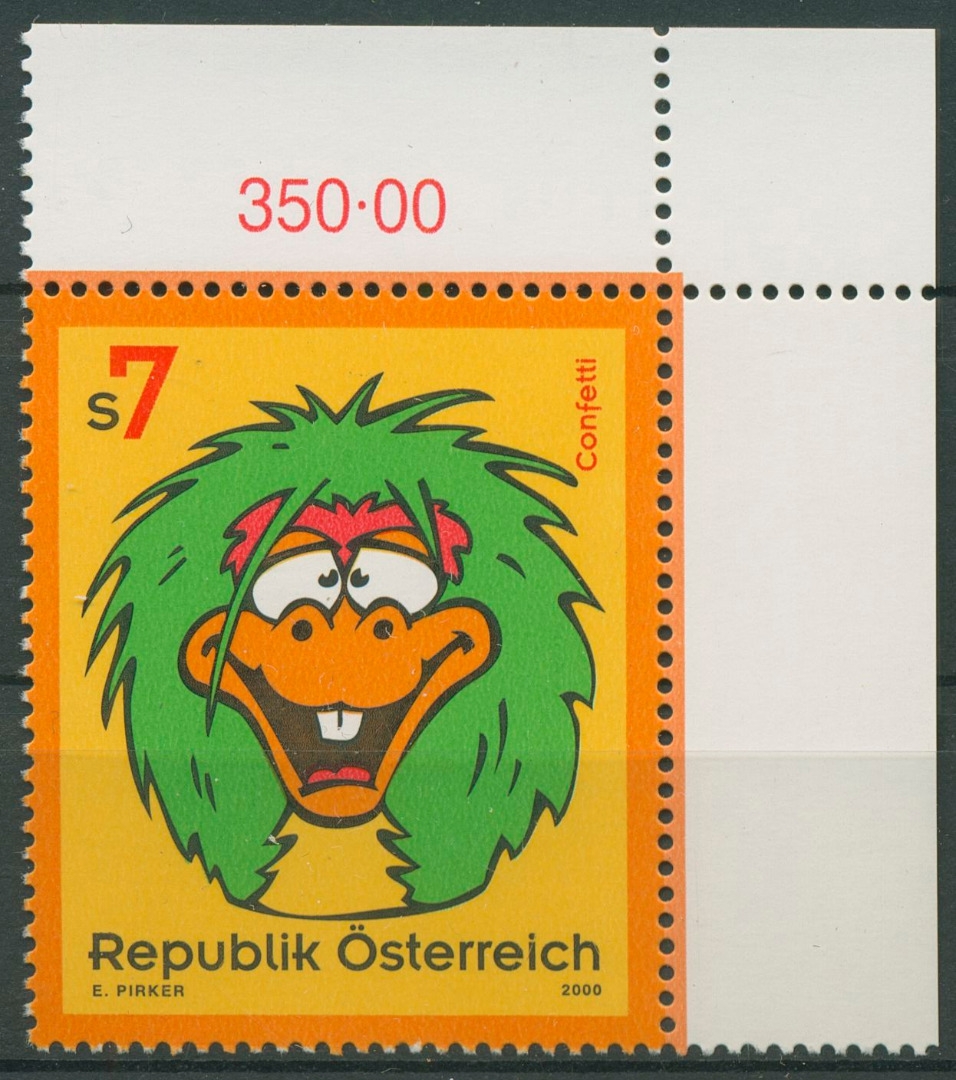 350·00
s7
Confetti
Republik Österreich
E. PIRKER 2000